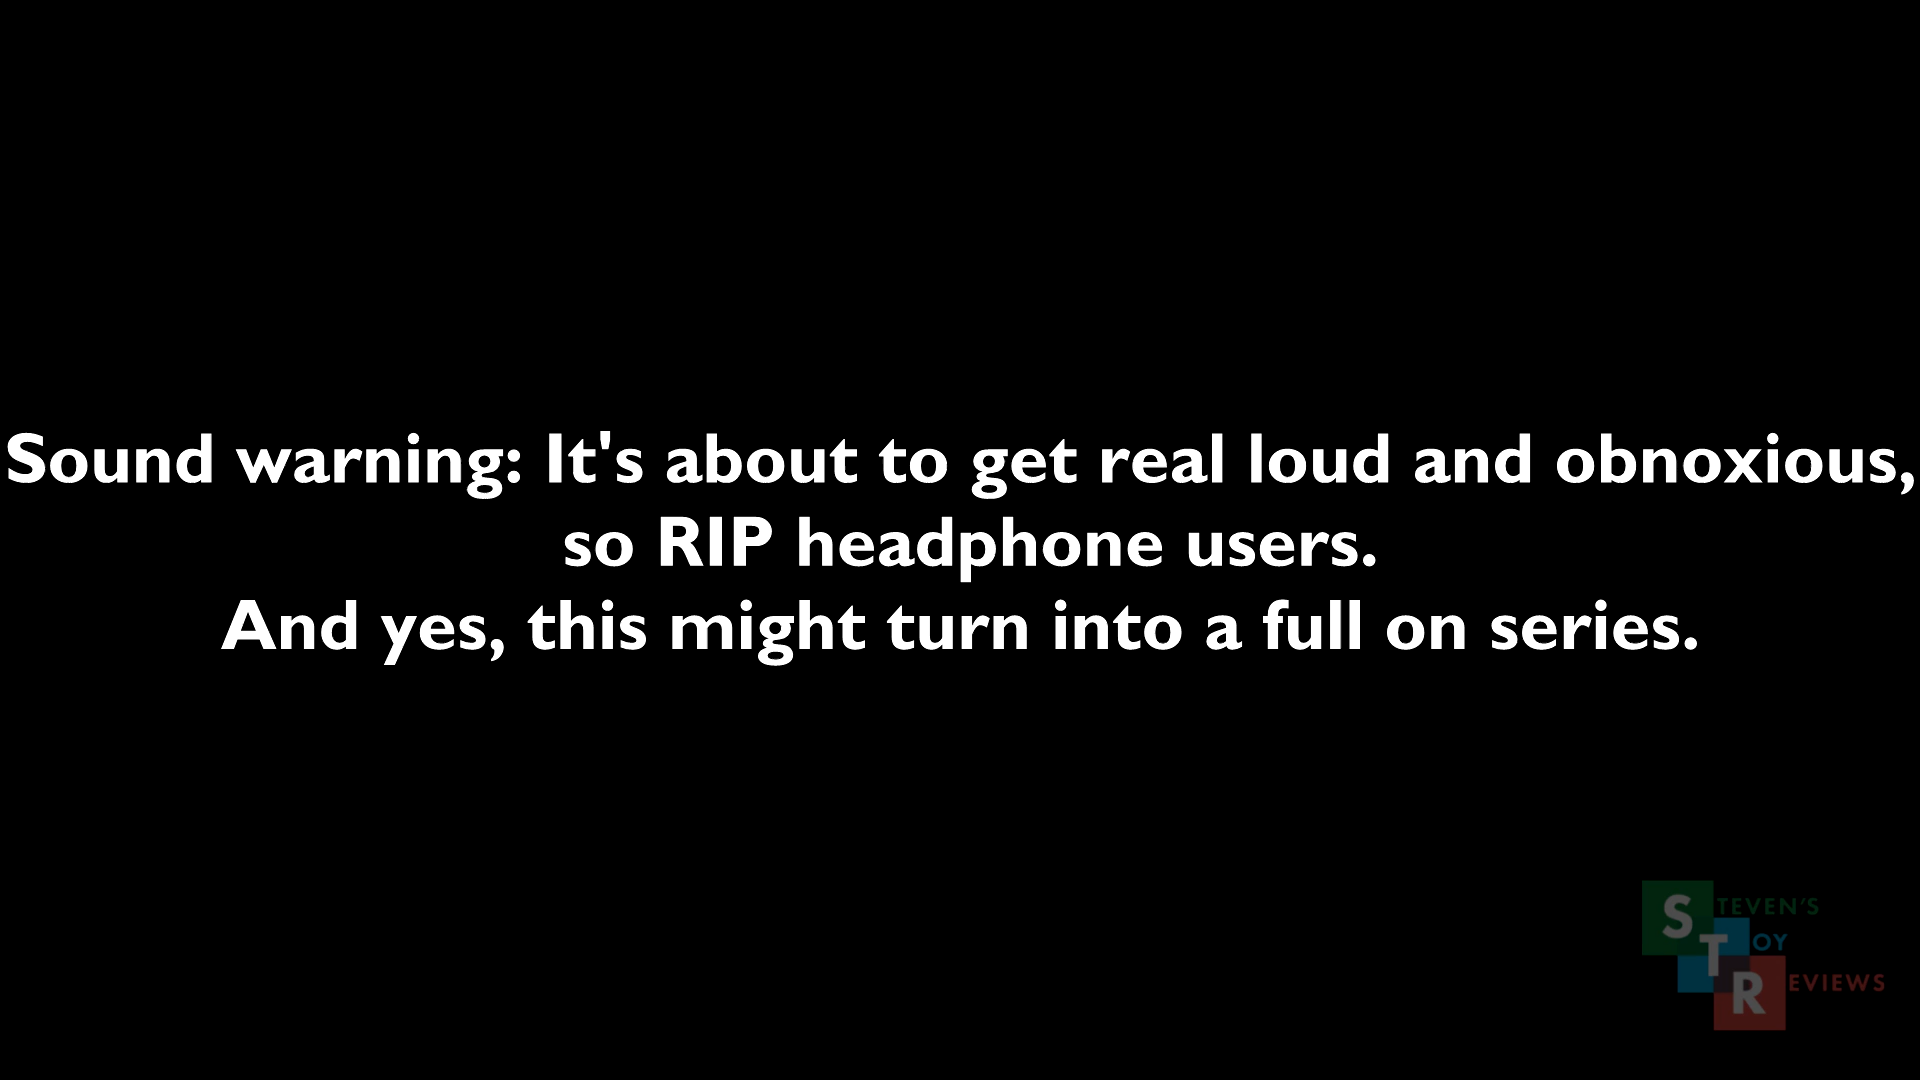 Sound warning: It's about to get real loud and obnoxious,
so RIP headphone users.
And yes, this might turn into a full on series.
STEVEN'S
TOY
REVIEWS